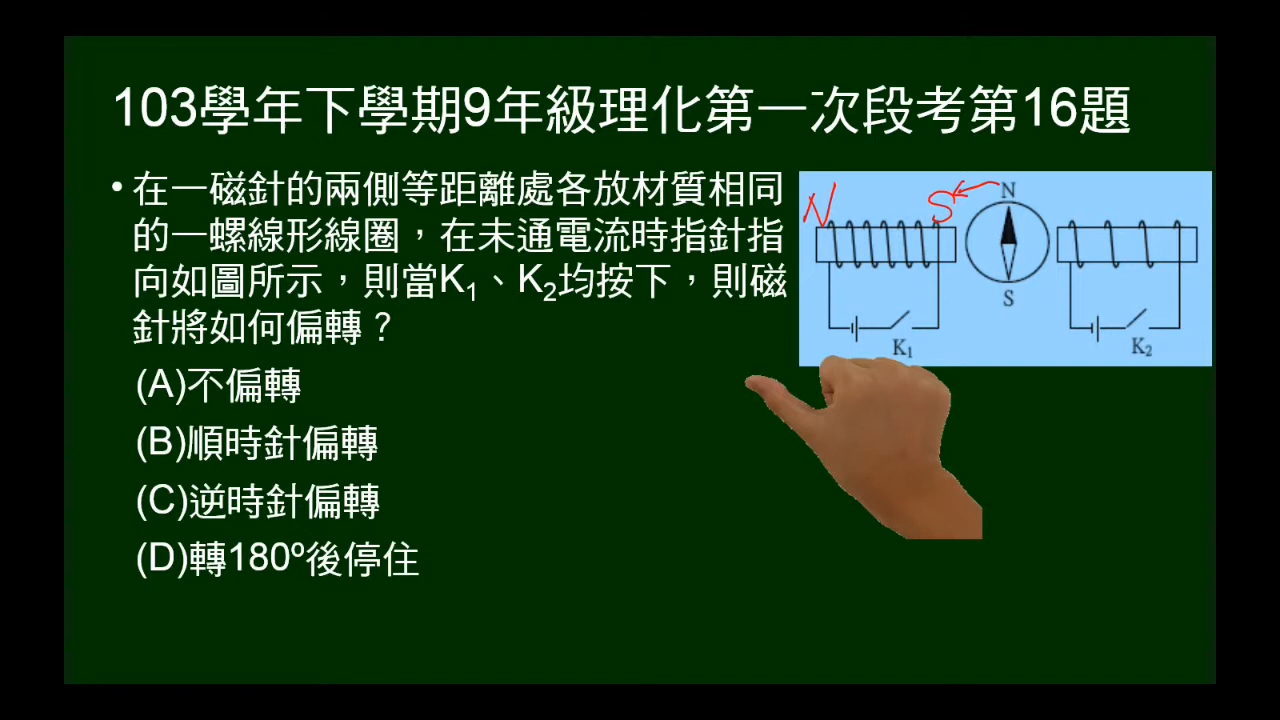 103學年下學期9年級理化第一次段考第16題
• 在一磁針的兩側等距離處各放材質相同
的一螺線形線圈，在未通電流時指針指
向如圖所示，則當K₁、K₂均按下，則磁
針將如何偏轉？
(A)不偏轉
(B)順時針偏轉
(C)逆時針偏轉
(D)轉180º後停住
N S N
S
K₁ K₂